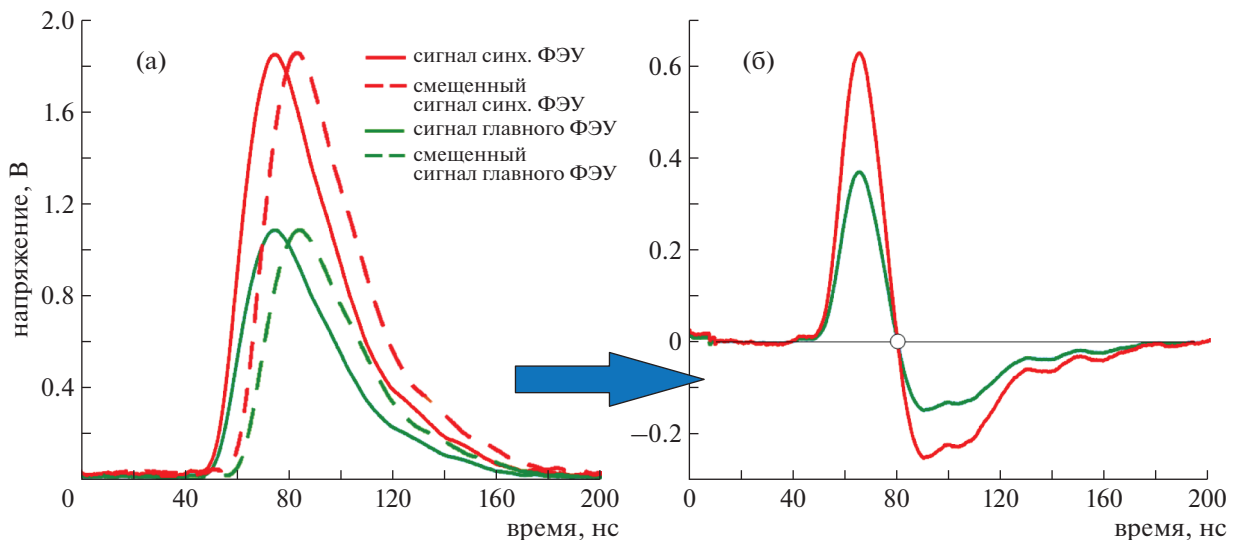 (а)
напряжение, В
2.0
1.6
1.2
0.8
0.4
0
40
80
120
160
200
время, нс
сигнал синх. ФЭУ
смещенный
сигнал синх. ФЭУ
сигнал главного ФЭУ
смещенный
сигнал главного ФЭУ
(б)
0.6
0.4
0.2
0
−0.2
0
40
80
120
160
200
время, нс